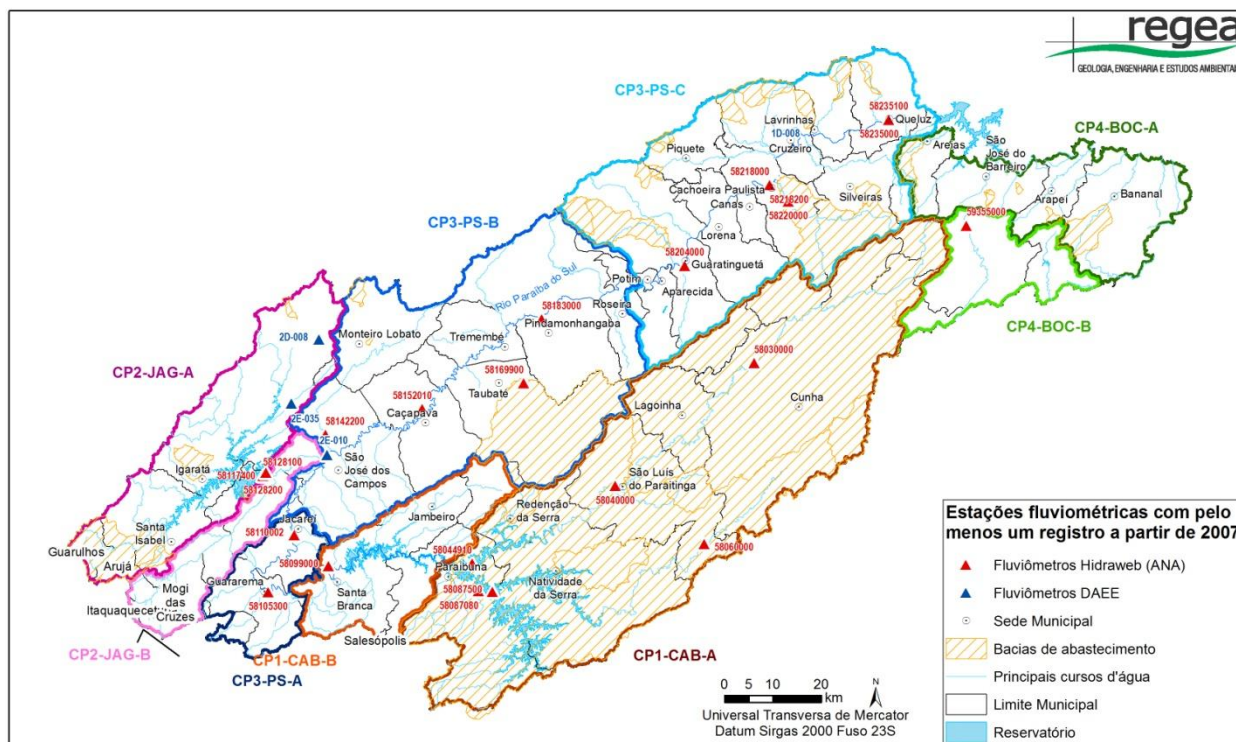 regea
GEOLOGIA, ENGENHARIA E ESTUDOS AMBIENTAI
CP3-PS-C
58235100
Lavrinhas
Queluz
1D-008
58235000
Cruzeiro
CP4-BOC-A
Areias
São
José do
Barreiro
Piquete
58218000
Cachoeira Paulista
Canas
58218200
58220000
Silveiras
Arapeí
Bananal
59355000
CP3-PS-B
Lorena
58204000
Guaratinguetá
Potim
Aparecida
Rio Paraíba do Sul
Roseira
CP4-BOC-B
58183000
Pindamonhangaba
2D-008
Monteiro Lobato
Tremembé
CP2-JAG-A
58169900
Taubaté
58030000
58152010
Caçapava
Lagoinha
Cunha
2E-035
58142200
2E-010
São
José dos
Campos
Igaratá
58128100
58117400
58128200
São Luís
do Paraitinga
58040000
Jambeiro
Redenção
da Serra
Santa
Isabel
Jacareí
58110002
Guarulhos
Arujá
58099000
58044910
Paraibuna
58060000
Guararema
Mogi
das
Cruzes
Santa
Branca
58087500
58087080
Natividade
da Serra
58105300
Itaquaquecetuba
Salesópolis
CP2-JAG-B
CP1-CAB-B
CP3-PS-A
CP1-CAB-A
0 5 10 20
km
N
Universal Transversa de Mercator
Datum Sirgas 2000 Fuso 23S
Estações fluviométricas com pelo
menos um registro a partir de 2007
Fluviômetros Hidraweb (ANA)
Fluviômetros DAEE
Sede Municipal
Bacias de abastecimento
Principais cursos d'água
Limite Municipal
Reservatório